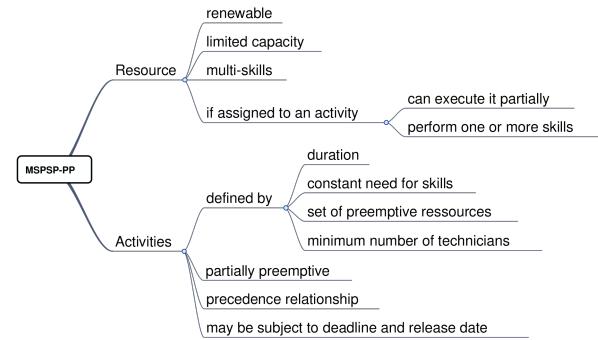 renewable
limited capacity
Resource
multi-skills
if assigned to an activity
can execute it partially
perform one or more skills
MSPSP-PP
duration
constant need for skills
defined by
set of preemptive ressources
minimum number of technicians
Activities
partially preemptive
precedence relationship
may be subject to deadline and release date